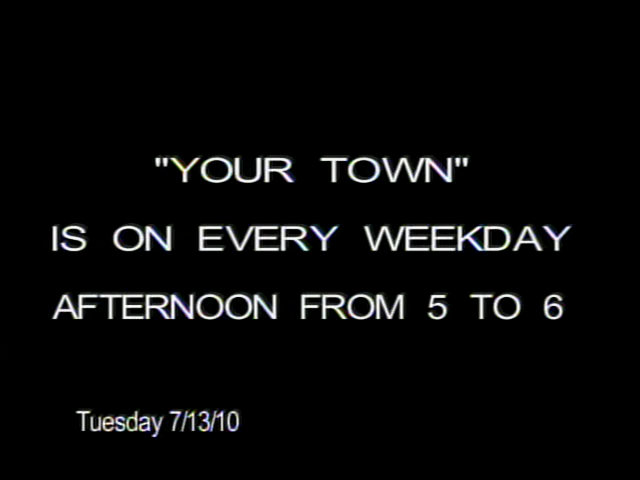 "YOUR TOWN"
IS ON EVERY WEEKDAY
AFTERNOON FROM 5 TO 6
Tuesday 7/13/10